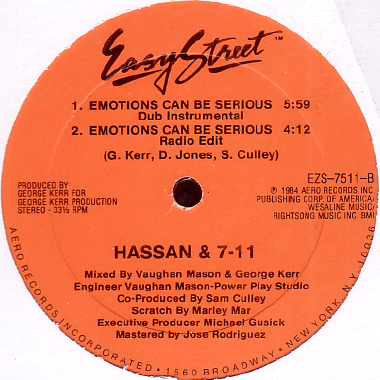 Easy Street ™
1. EMOTIONS CAN BE SERIOUS 5:59
Dub Instrumental
2. EMOTIONS CAN BE SERIOUS 4:12
Radio Edit
(G. Kerr, D. Jones, S. Culley)
PRODUCED BY
GEORGE KERR FOR
GEORGE KERR PRODUCTION
STEREO - 33⅓ RPM
EZS-7511-B
℗ 1984 AERO RECORDS INC.
PUBLISHING CORP. OF AMERICA/
WESALINE MUSIC/
RIGHTSONG MUSIC INC. BMI
HASSAN & 7-11
Mixed By Vaughan Mason & George Kerr
Engineer Vaughan Mason-Power Play Studio
Co-Produced By Sam Culley
Scratch By Marley Mar
Executive Producer Michael Gusick
Mastered by Jose Rodriguez
AERO RECORDS INCORPORATED • 1560 BROADWAY • NEW YORK, N.Y. 10036